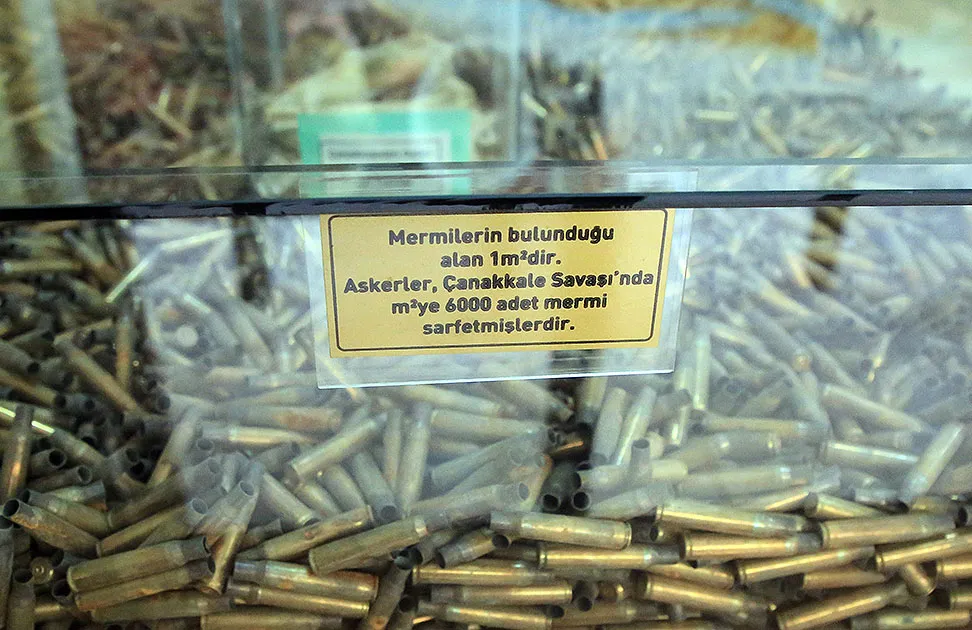 Mermilerin bulunduğu
alan 1m²dir.
Askerler, Çanakkale Savaşı'nda
m²ye 6000 adet mermi
sarfetmişlerdir.